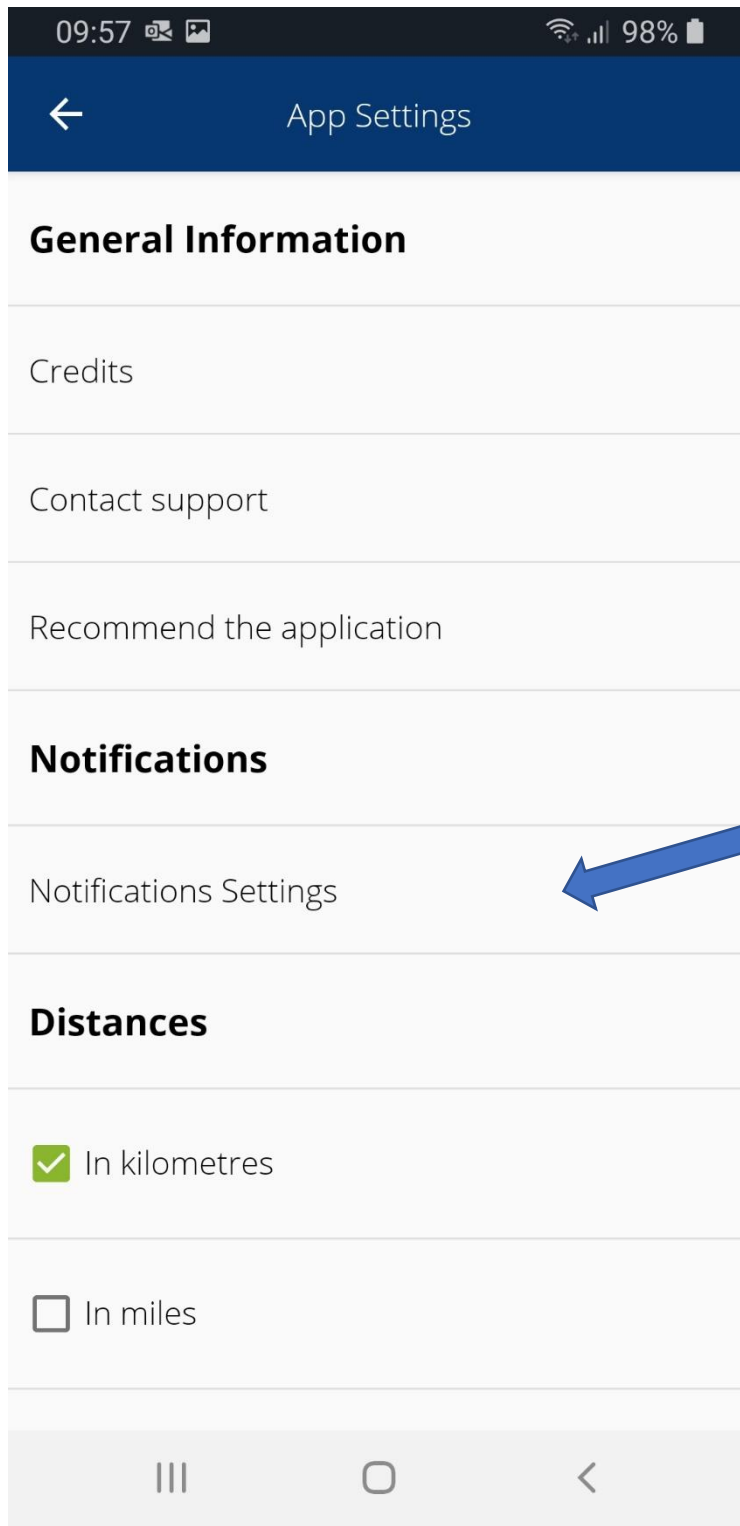 09:57 98%
App Settings
General Information
Credits
Contact support
Recommend the application
Notifications
Notifications Settings
Distances
In kilometres
In miles